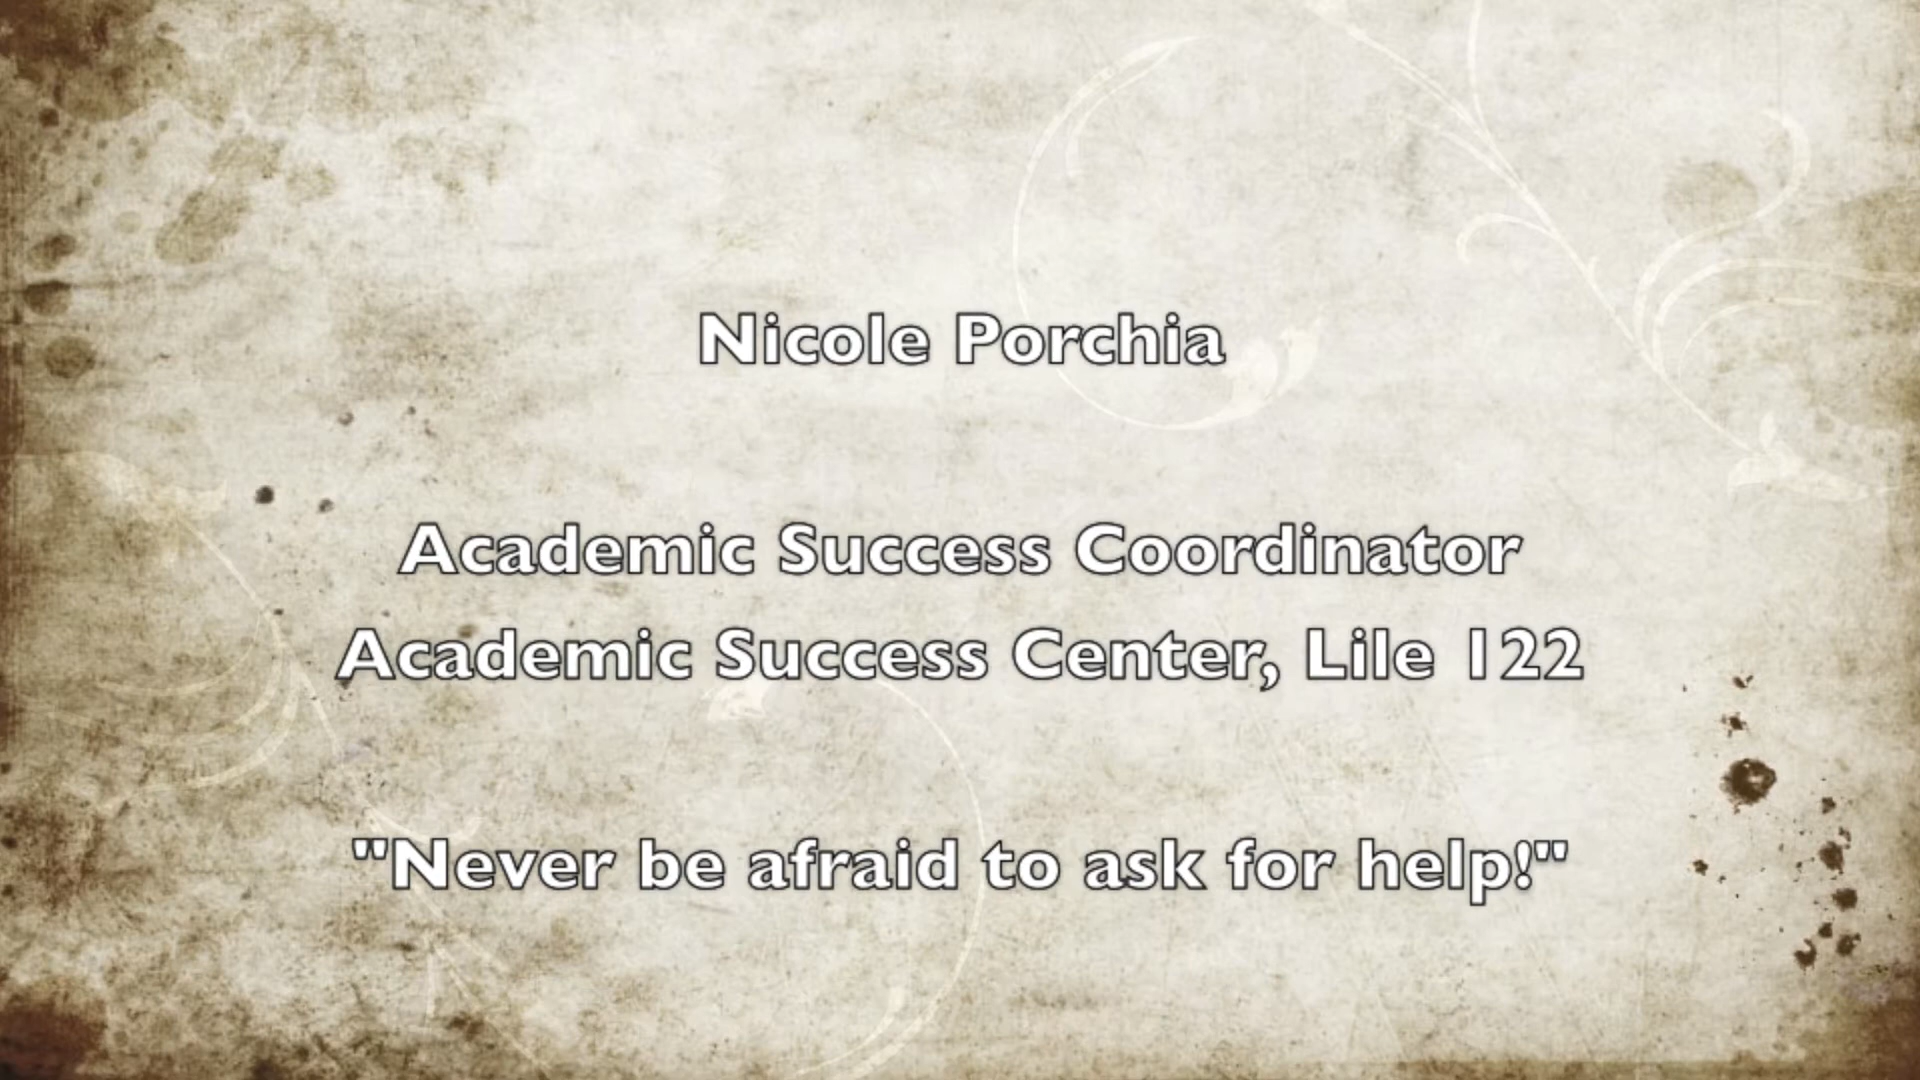 Nicole Porchia
Academic Success Coordinator
Academic Success Center, Lile 122
"Never be afraid to ask for help!"